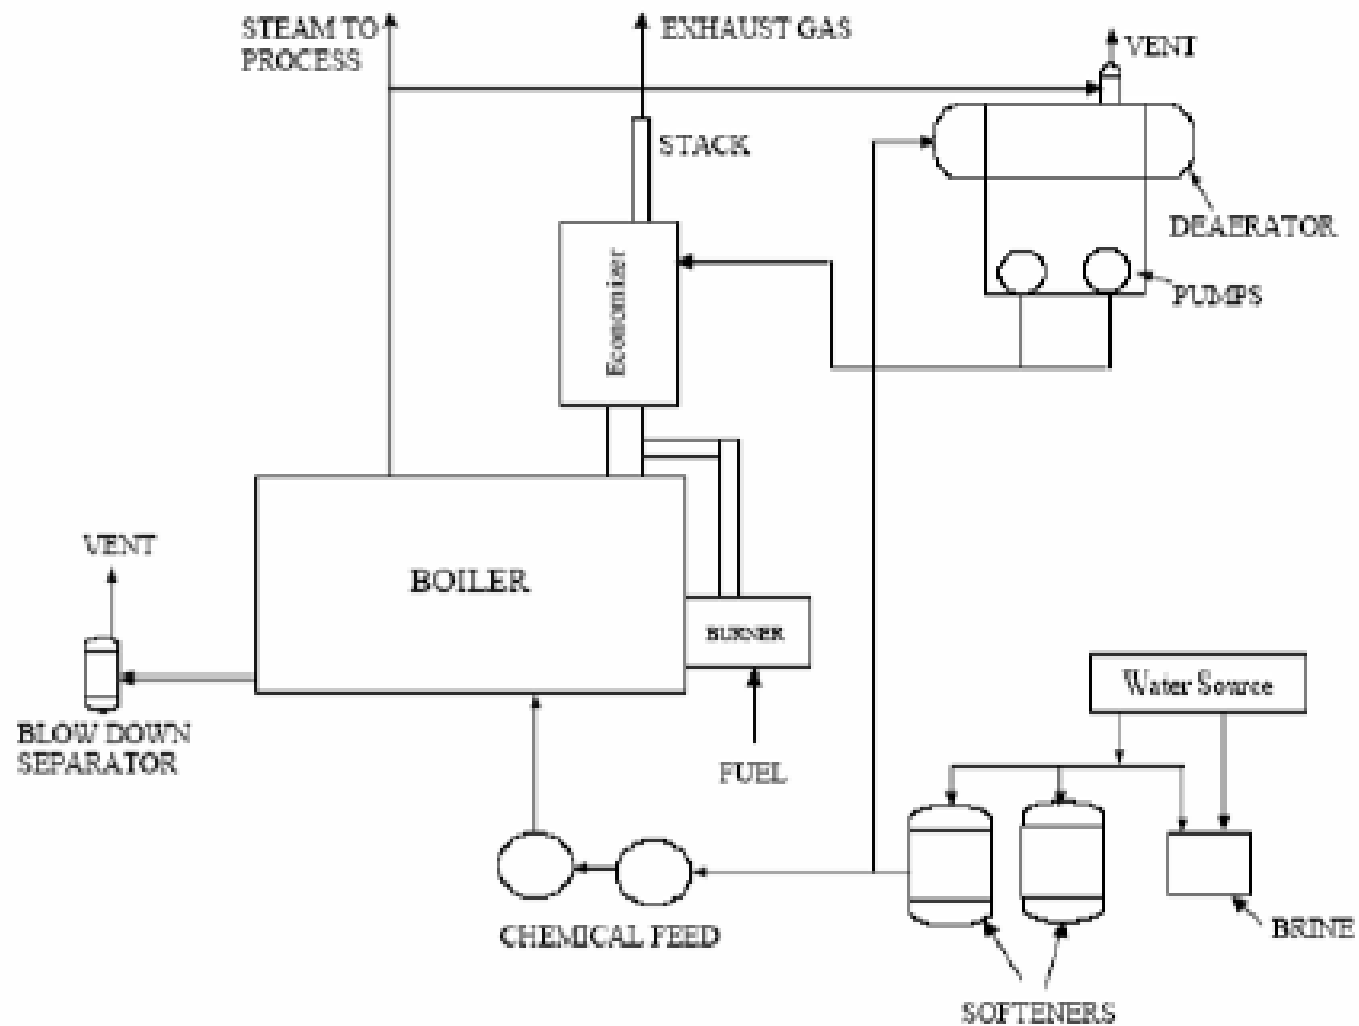 STEAM TO
PROCESS
EXHAUST GAS
VENT
STACK
DEAERATOR
PUMPS
Economizer
VENT
BOILER
BURNER
BLOW DOWN
SEPARATOR
FUEL
Water Source
CHEMICAL FEED
BRINE
SOFTENERS